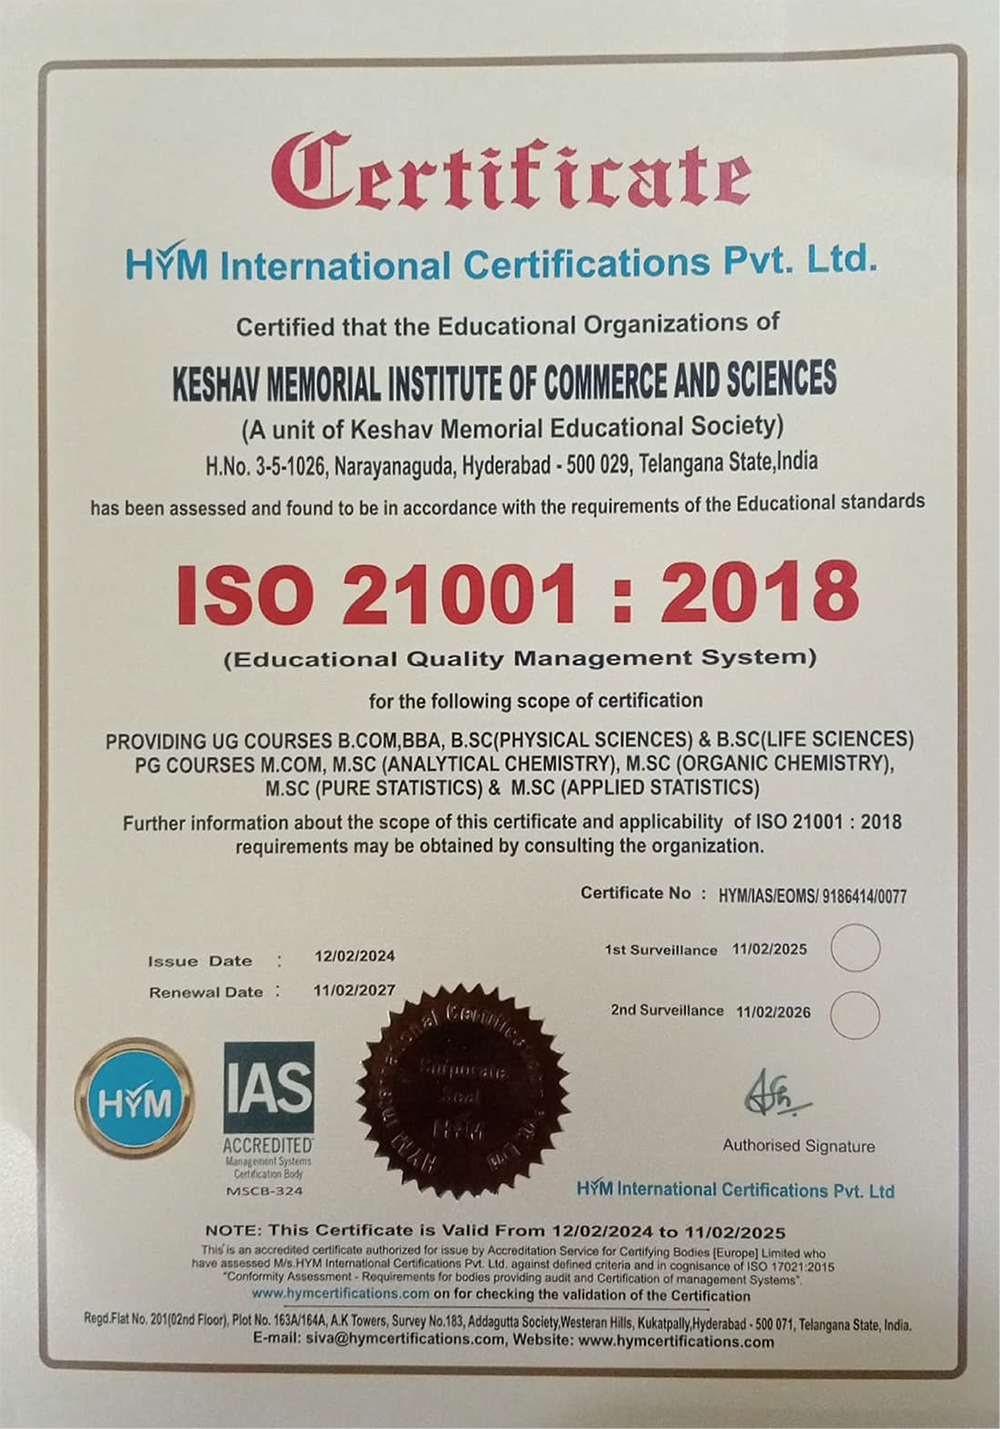 Certificate
HYM International Certifications Pvt. Ltd.
Certified that the Educational Organizations of
KESHAV MEMORIAL INSTITUTE OF COMMERCE AND SCIENCES
(A unit of Keshav Memorial Educational Society)
H.No. 3-5-1026, Narayanaguda, Hyderabad - 500 029, Telangana State,India
has been assessed and found to be in accordance with the requirements of the Educational standards
ISO 21001 : 2018
(Educational Quality Management System)
for the following scope of certification
PROVIDING UG COURSES B.COM,BBA, B.SC(PHYSICAL SCIENCES) & B.SC(LIFE SCIENCES)
PG COURSES M.COM, M.SC (ANALYTICAL CHEMISTRY), M.SC (ORGANIC CHEMISTRY),
M.SC (PURE STATISTICS) & M.SC (APPLIED STATISTICS)
Further information about the scope of this certificate and applicability of ISO 21001 : 2018
requirements may be obtained by consulting the organization.
Certificate No : HYM/IAS/EOMS/ 9186414/0077
Issue Date : 12/02/2024
Renewal Date : 11/02/2027
1st Surveillance 11/02/2025
2nd Surveillance 11/02/2026
HYM
IAS
ACCREDITED
Management Systems
Certification Body
MSCB-324
Corporate
Seal
HYM
Authorised Signature
HYM International Certifications Pvt. Ltd
NOTE: This Certificate is Valid From 12/02/2024 to 11/02/2025
This is an accredited certificate authorized for issue by Accreditation Service for Certifying Bodies [Europe] Limited who
have assessed M/s.HYM International Certifications Pvt. Ltd. against defined criteria and in cognisance of ISO 17021:2015
"Conformity Assessment - Requirements for bodies providing audit and Certification of management Systems".
www.hymcertifications.com on for checking the validation of the Certification
Regd.Flat No. 201(02nd Floor), Plot No. 163A/164A, A.K Towers, Survey No.183, Addagutta Society,Westeran Hills, Kukatpally,Hyderabad - 500 071, Telangana State, India.
E-mail: siva@hymcertifications.com, Website: www.hymcertifications.com